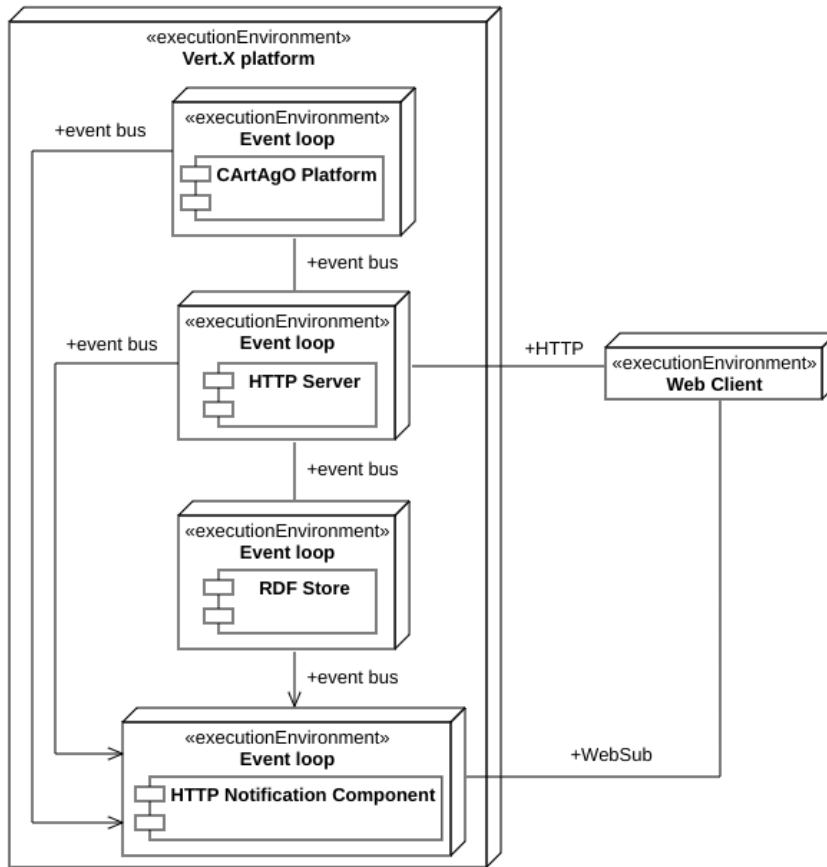 «executionEnvironment»
Vert.X platform
«executionEnvironment»
Event loop
CArtAgO Platform
+event bus
+event bus
«executionEnvironment»
Event loop
HTTP Server
+event bus
+HTTP
«executionEnvironment»
Web Client
+event bus
«executionEnvironment»
Event loop
RDF Store
+event bus
«executionEnvironment»
Event loop
HTTP Notification Component
+WebSub